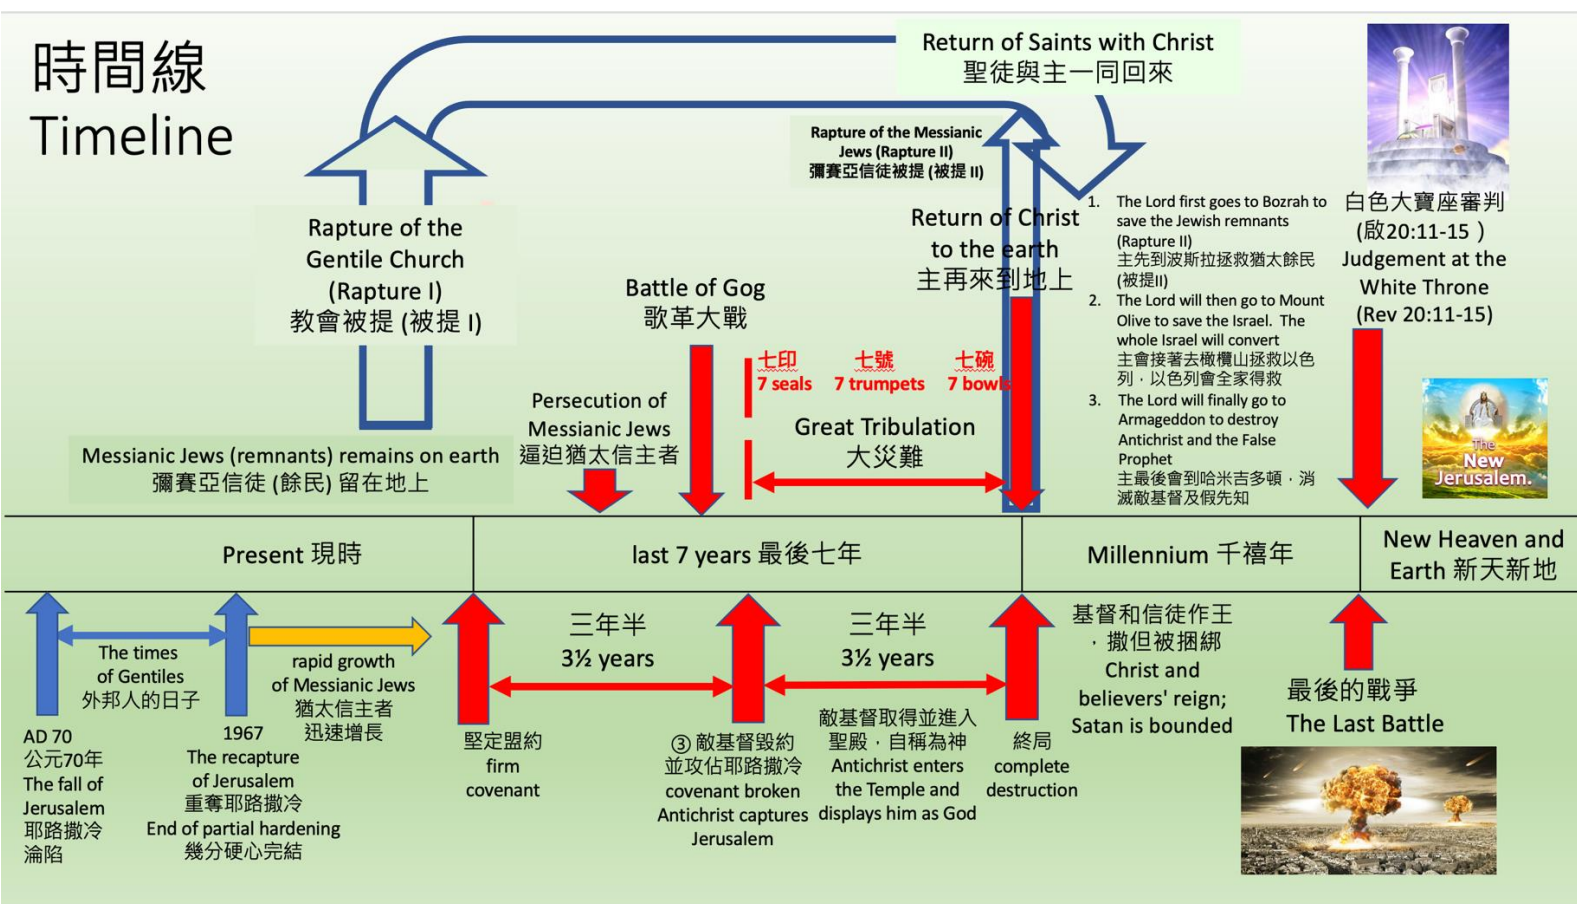 時間線
Timeline
Return of Saints with Christ
聖徒與主一同回來
Rapture of the Messianic
Jews (Rapture II)
彌賽亞信徒被提 (被提 II)
Rapture of the
Gentile Church
(Rapture I)
教會被提 (被提 I)
Messianic Jews (remnants) remains on earth
彌賽亞信徒 (餘民) 留在地上
Persecution of
Messianic Jews
逼迫猶太信主者
Battle of Gog
歌革大戰
七印
7 seals
七號
7 trumpets
七碗
7 bowls
Great Tribulation
大災難
Return of Christ
to the earth
主再來到地上
1. The Lord first goes to Bozrah to
save the Jewish remnants
(Rapture II)
主先到波斯拉拯救猶太餘民
(被提II)
2. The Lord will then go to Mount
Olive to save the Israel. The
whole Israel will convert
主會接著去橄欖山拯救以色
列，以色列會全家得救
3. The Lord will finally go to
Armageddon to destroy
Antichrist and the False
Prophet
主最後會到哈米吉多頓，消
滅敵基督及假先知
白色大寶座審判
(啟20:11-15 )
Judgement at the
White Throne
(Rev 20:11-15)
The
New
Jerusalem.
Present 現時
last 7 years 最後七年
Millennium 千禧年
New Heaven and
Earth 新天新地
AD 70
公元70年
The fall of
Jerusalem
耶路撒冷
淪陷
The times
of Gentiles
外邦人的日子
1967
The recapture
of Jerusalem
重奪耶路撒冷
End of partial hardening
幾分硬心完結
rapid growth
of Messianic Jews
猶太信主者
迅速增長
堅定盟約
firm
covenant
三年半
3½ years
③ 敵基督毀約
並攻佔耶路撒冷
covenant broken
Antichrist captures
Jerusalem
三年半
3½ years
敵基督取得並進入
聖殿，自稱為神
Antichrist enters
the Temple and
displays him as God
終局
complete
destruction
基督和信徒作王
，撒但被捆綁
Christ and
believers' reign;
Satan is bounded
最後的戰爭
The Last Battle